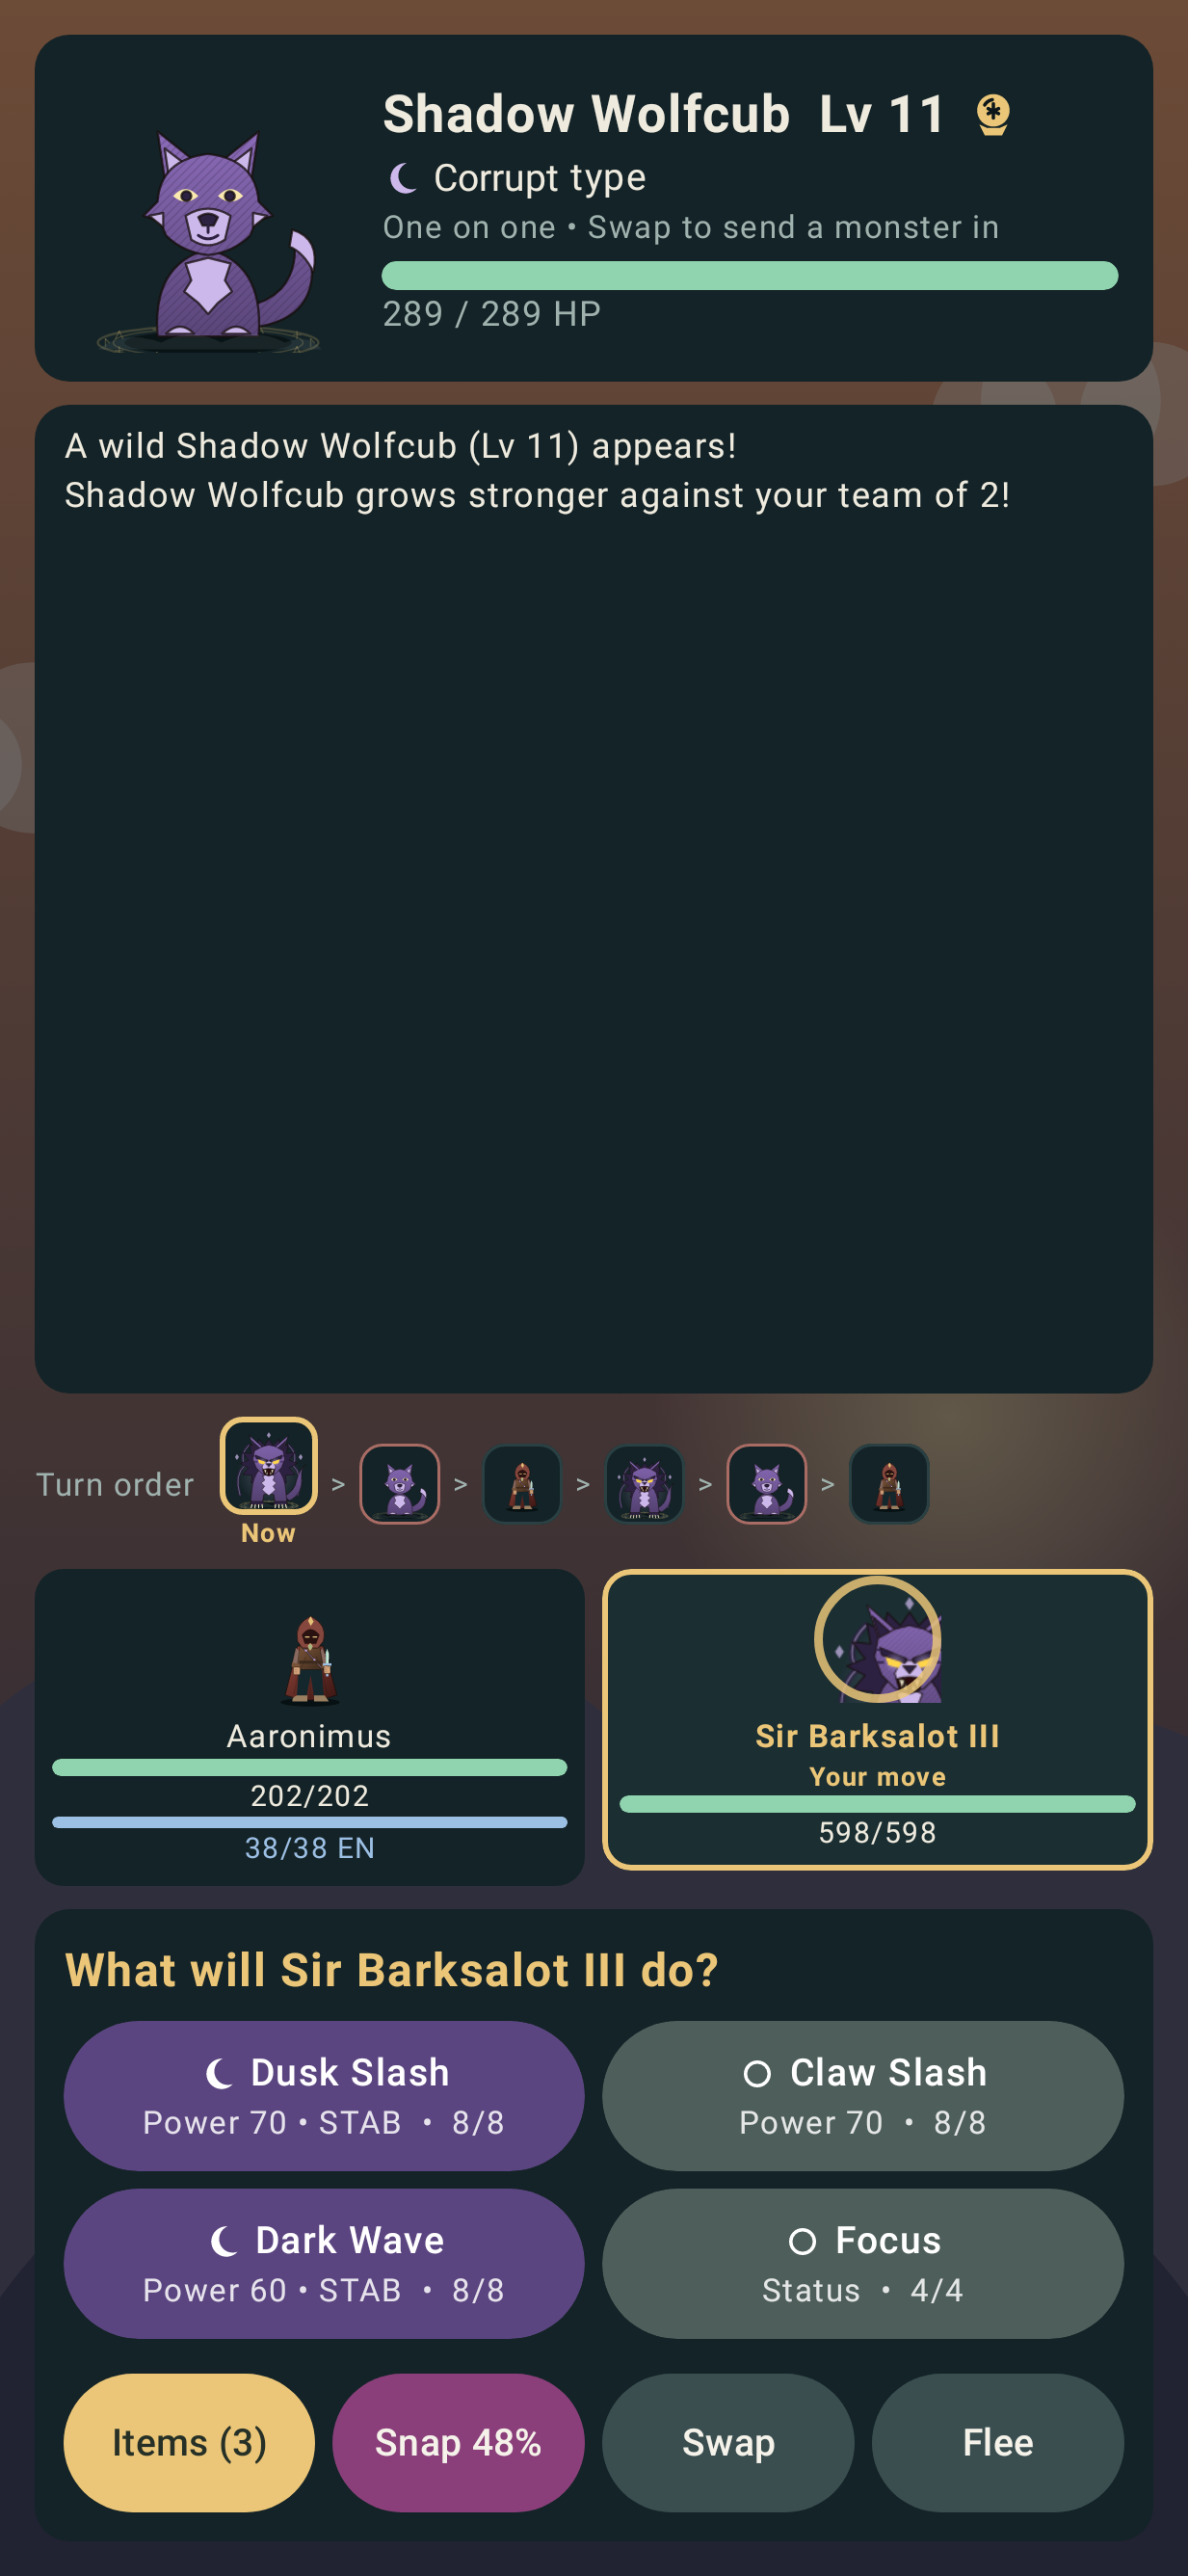 Shadow Wolfcub Lv 11
Corrupt type
One on one • Swap to send a monster in
289 / 289 HP
A wild Shadow Wolfcub (Lv 11) appears!
Shadow Wolfcub grows stronger against your team of 2!
Turn order > > > > >
Now
Aaronimus
202/202
38/38 EN
Sir Barksalot III
Your move
598/598
What will Sir Barksalot III do?
Dusk Slash
Power 70 • STAB • 8/8
Claw Slash
Power 70 • 8/8
Dark Wave
Power 60 • STAB • 8/8
Focus
Status • 4/4
Items (3)
Snap 48%
Swap
Flee